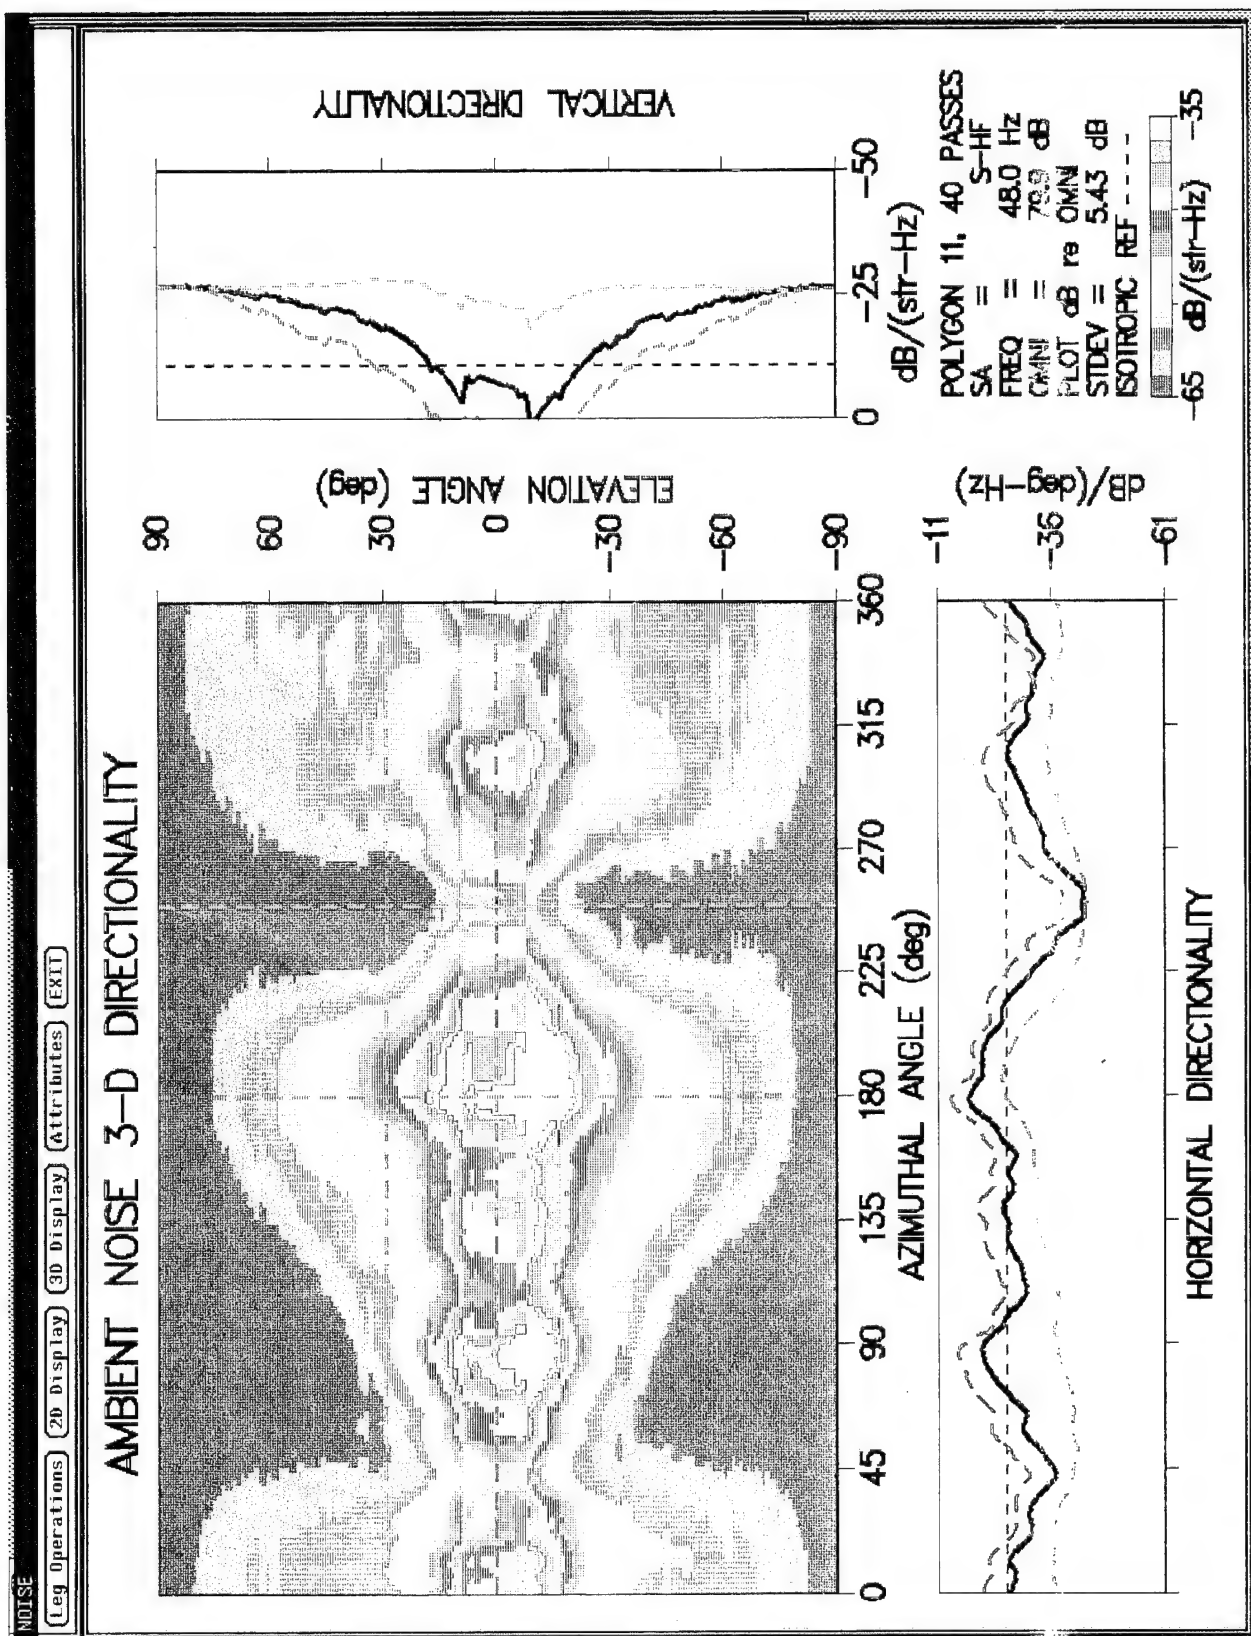 NOISE
Leg Operations 2D Display 3D Display Attributes EXIT
AMBIENT NOISE 3-D DIRECTIONALITY
90
60
30
0
-30
-60
-90
ELEVATION ANGLE (deg)
0 45 90 135 180 225 270 315 360
AZIMUTHAL ANGLE (deg)
VERTICAL DIRECTIONALITY
0 -25 -50
dB/(str-Hz)
POLYGON 11, 40 PASSES
SA = S-HF
FREQ = 48.0 Hz
OMNI = 79.9 dB
PLOT dB re OMNI
STDEV = 5.43 dB
ISOTROPIC REF -----
-65 dB/(str-Hz) -35
-11
-36
-61
dB/(deg-Hz)
HORIZONTAL DIRECTIONALITY